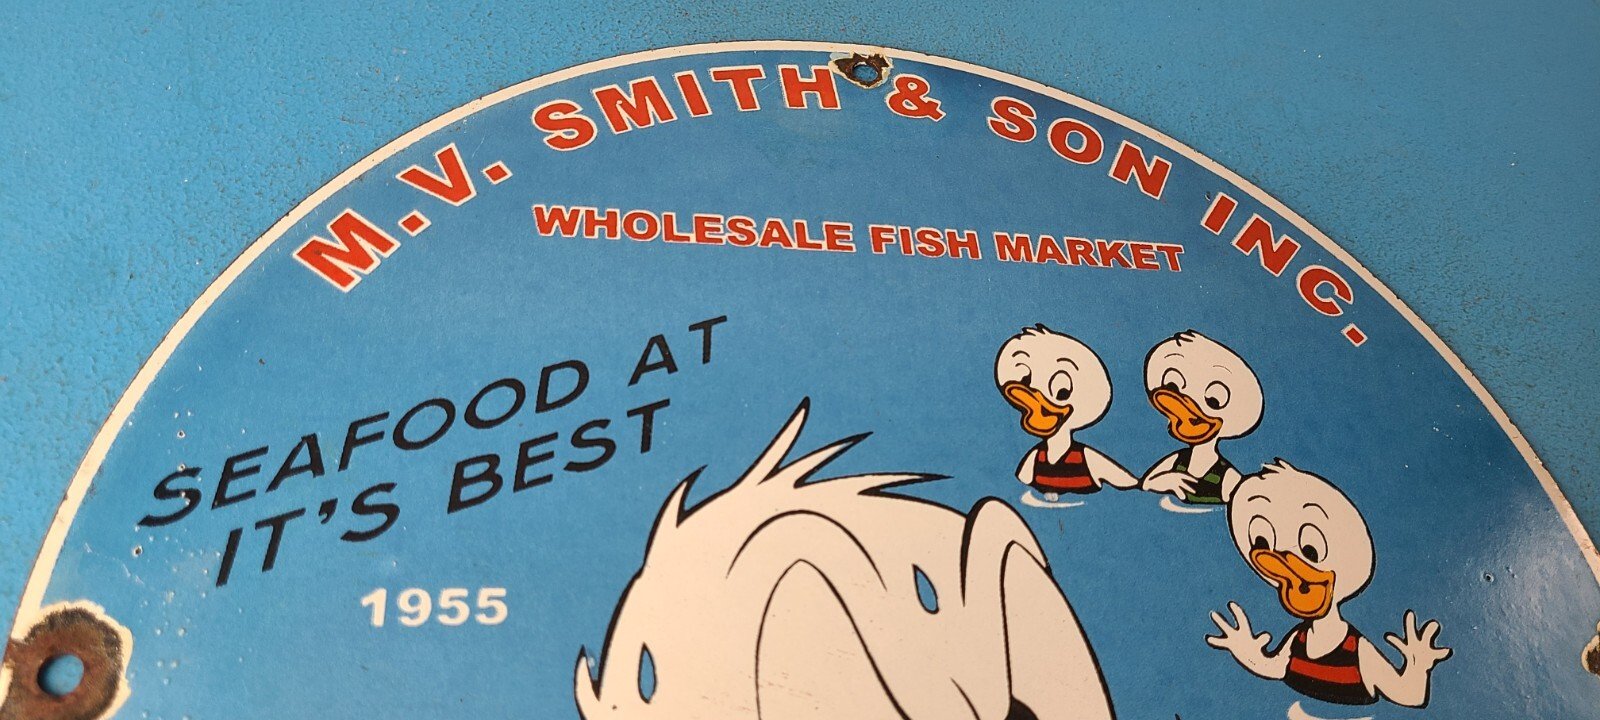 M.V. SMITH & SON INC.
WHOLESALE FISH MARKET
SEAFOOD AT
IT'S BEST
1955